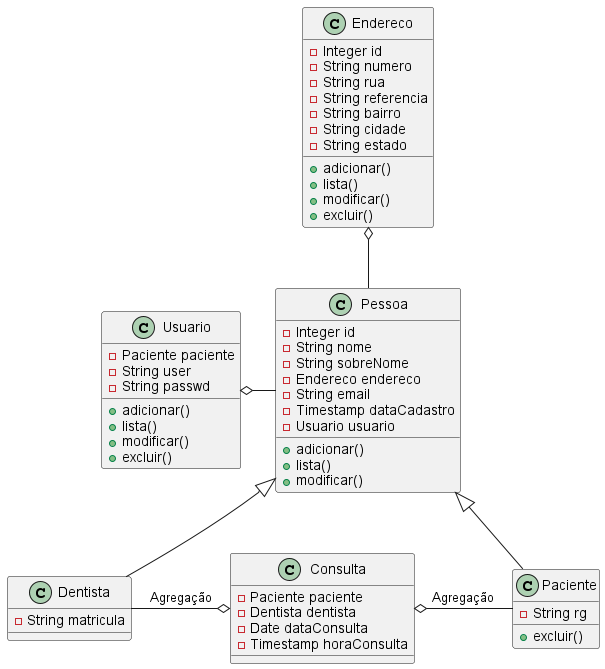 C Endereco
Integer id
String numero
String rua
String referencia
String bairro
String cidade
String estado
adicionar()
lista()
modificar()
excluir()
C Usuario
Paciente paciente
String user
String passwd
adicionar()
lista()
modificar()
excluir()
C Pessoa
Integer id
String nome
String sobreNome
Endereco endereco
String email
Timestamp dataCadastro
Usuario usuario
adicionar()
lista()
modificar()
C Dentista
String matricula
Agregação
C Consulta
Paciente paciente
Dentista dentista
Date dataConsulta
Timestamp horaConsulta
Agregação
C Paciente
String rg
excluir()